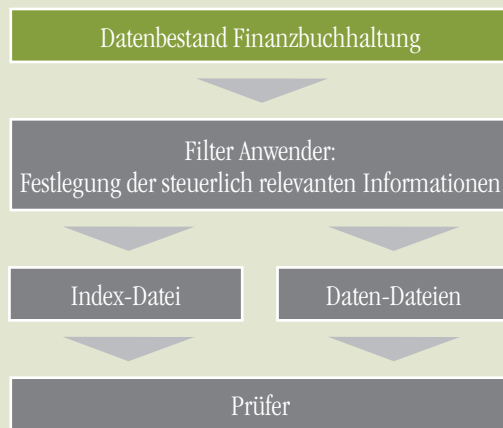 Datenbestand Finanzbuchhaltung
Filter Anwender:
Festlegung der steuerlich relevanten Informationen
Index-Datei
Daten-Dateien
Prüfer